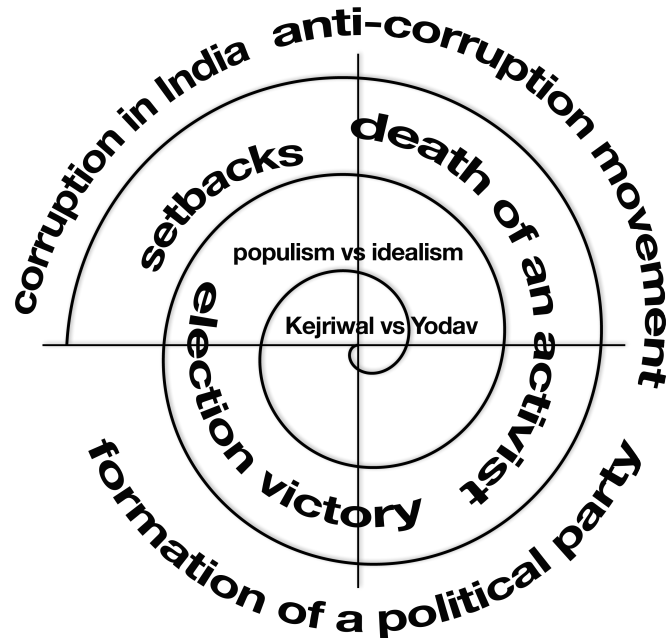 corruption in India
anti-corruption movement
formation of a political party
setbacks
death of an activist
election victory
populism vs idealism
Kejriwal vs Yodav